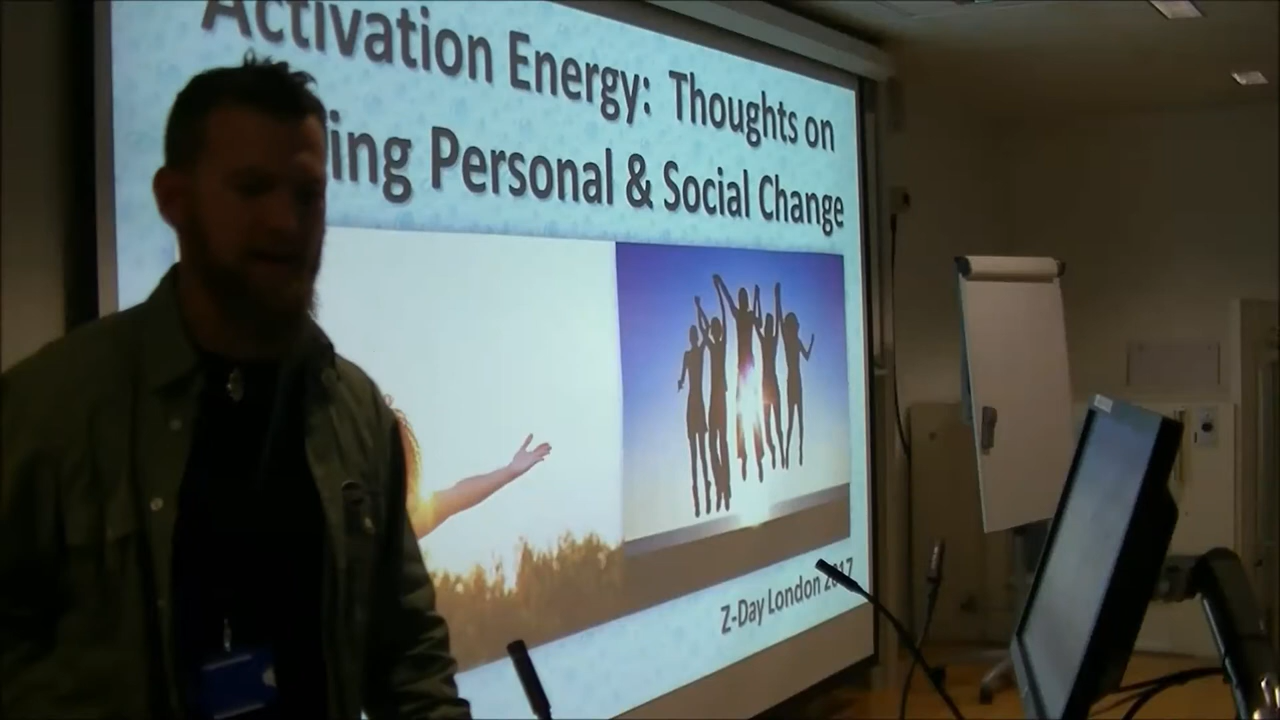 Activation Energy: Thoughts on
ing Personal & Social Change
Z-Day London 2017